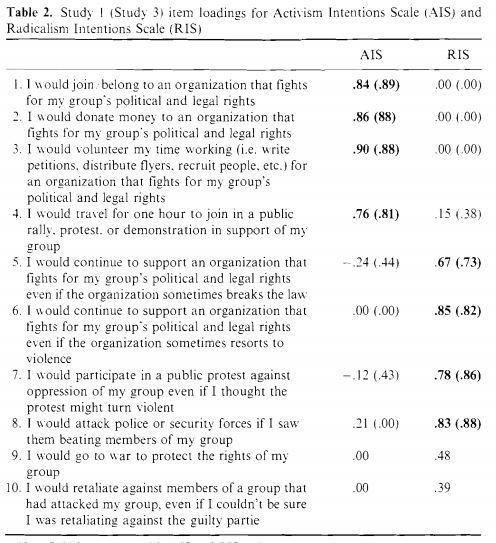 Table 2. Study 1 (Study 3) item loadings for Activism Intentions Scale (AIS) and
Radicalism Intentions Scale (RIS)
AIS RIS
1. I would join/belong to an organization that fights .84 (.89) .00 (.00)
for my group's political and legal rights
2. I would donate money to an organization that .86 (88) .00 (.00)
fights for my group's political and legal rights
3. I would volunteer my time working (i.e. write .90 (.88) .00 (.00)
petitions, distribute flyers, recruit people, etc.) for
an organization that fights for my group's
political and legal rights
4. I would travel for one hour to join in a public .76 (.81) .15 (.38)
rally, protest, or demonstration in support of my
group
5. I would continue to support an organization that −.24 (.44) .67 (.73)
fights for my group's political and legal rights
even if the organization sometimes breaks the law
6. I would continue to support an organization that .00 (.00) .85 (.82)
fights for my group's political and legal rights
even if the organization sometimes resorts to
violence
7. I would participate in a public protest against −.12 (.43) .78 (.86)
oppression of my group even if I thought the
protest might turn violent
8. I would attack police or security forces if I saw .21 (.00) .83 (.88)
them beating members of my group
9. I would go to war to protect the rights of my .00 .48
group
10. I would retaliate against members of a group that .00 .39
had attacked my group, even if I couldn't be sure
I was retaliating against the guilty partie